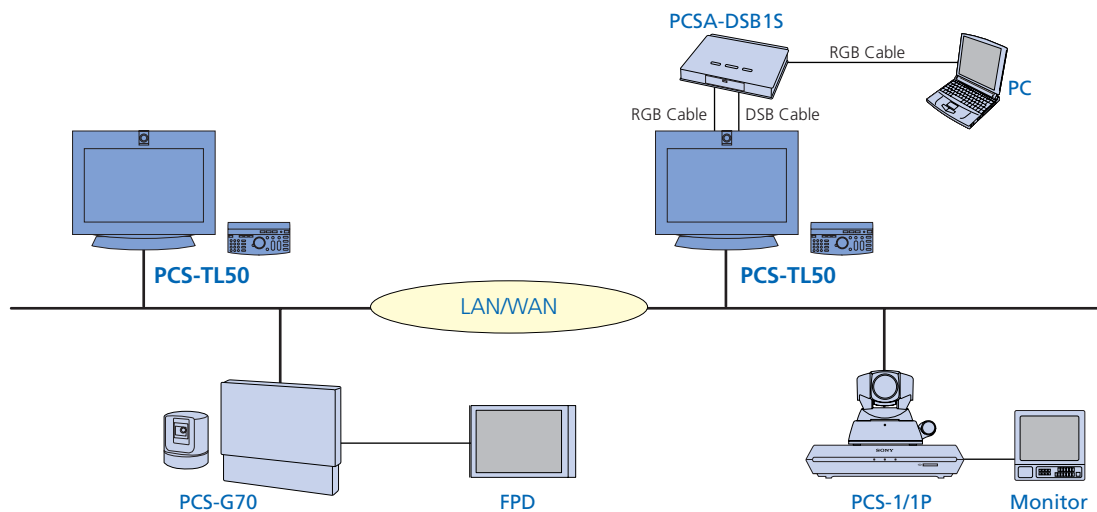 PCSA-DSB1S
RGB Cable
PC
RGB Cable
DSB Cable
PCS-TL50
PCS-TL50
LAN/WAN
SONY
PCS-G70
FPD
PCS-1/1P
Monitor